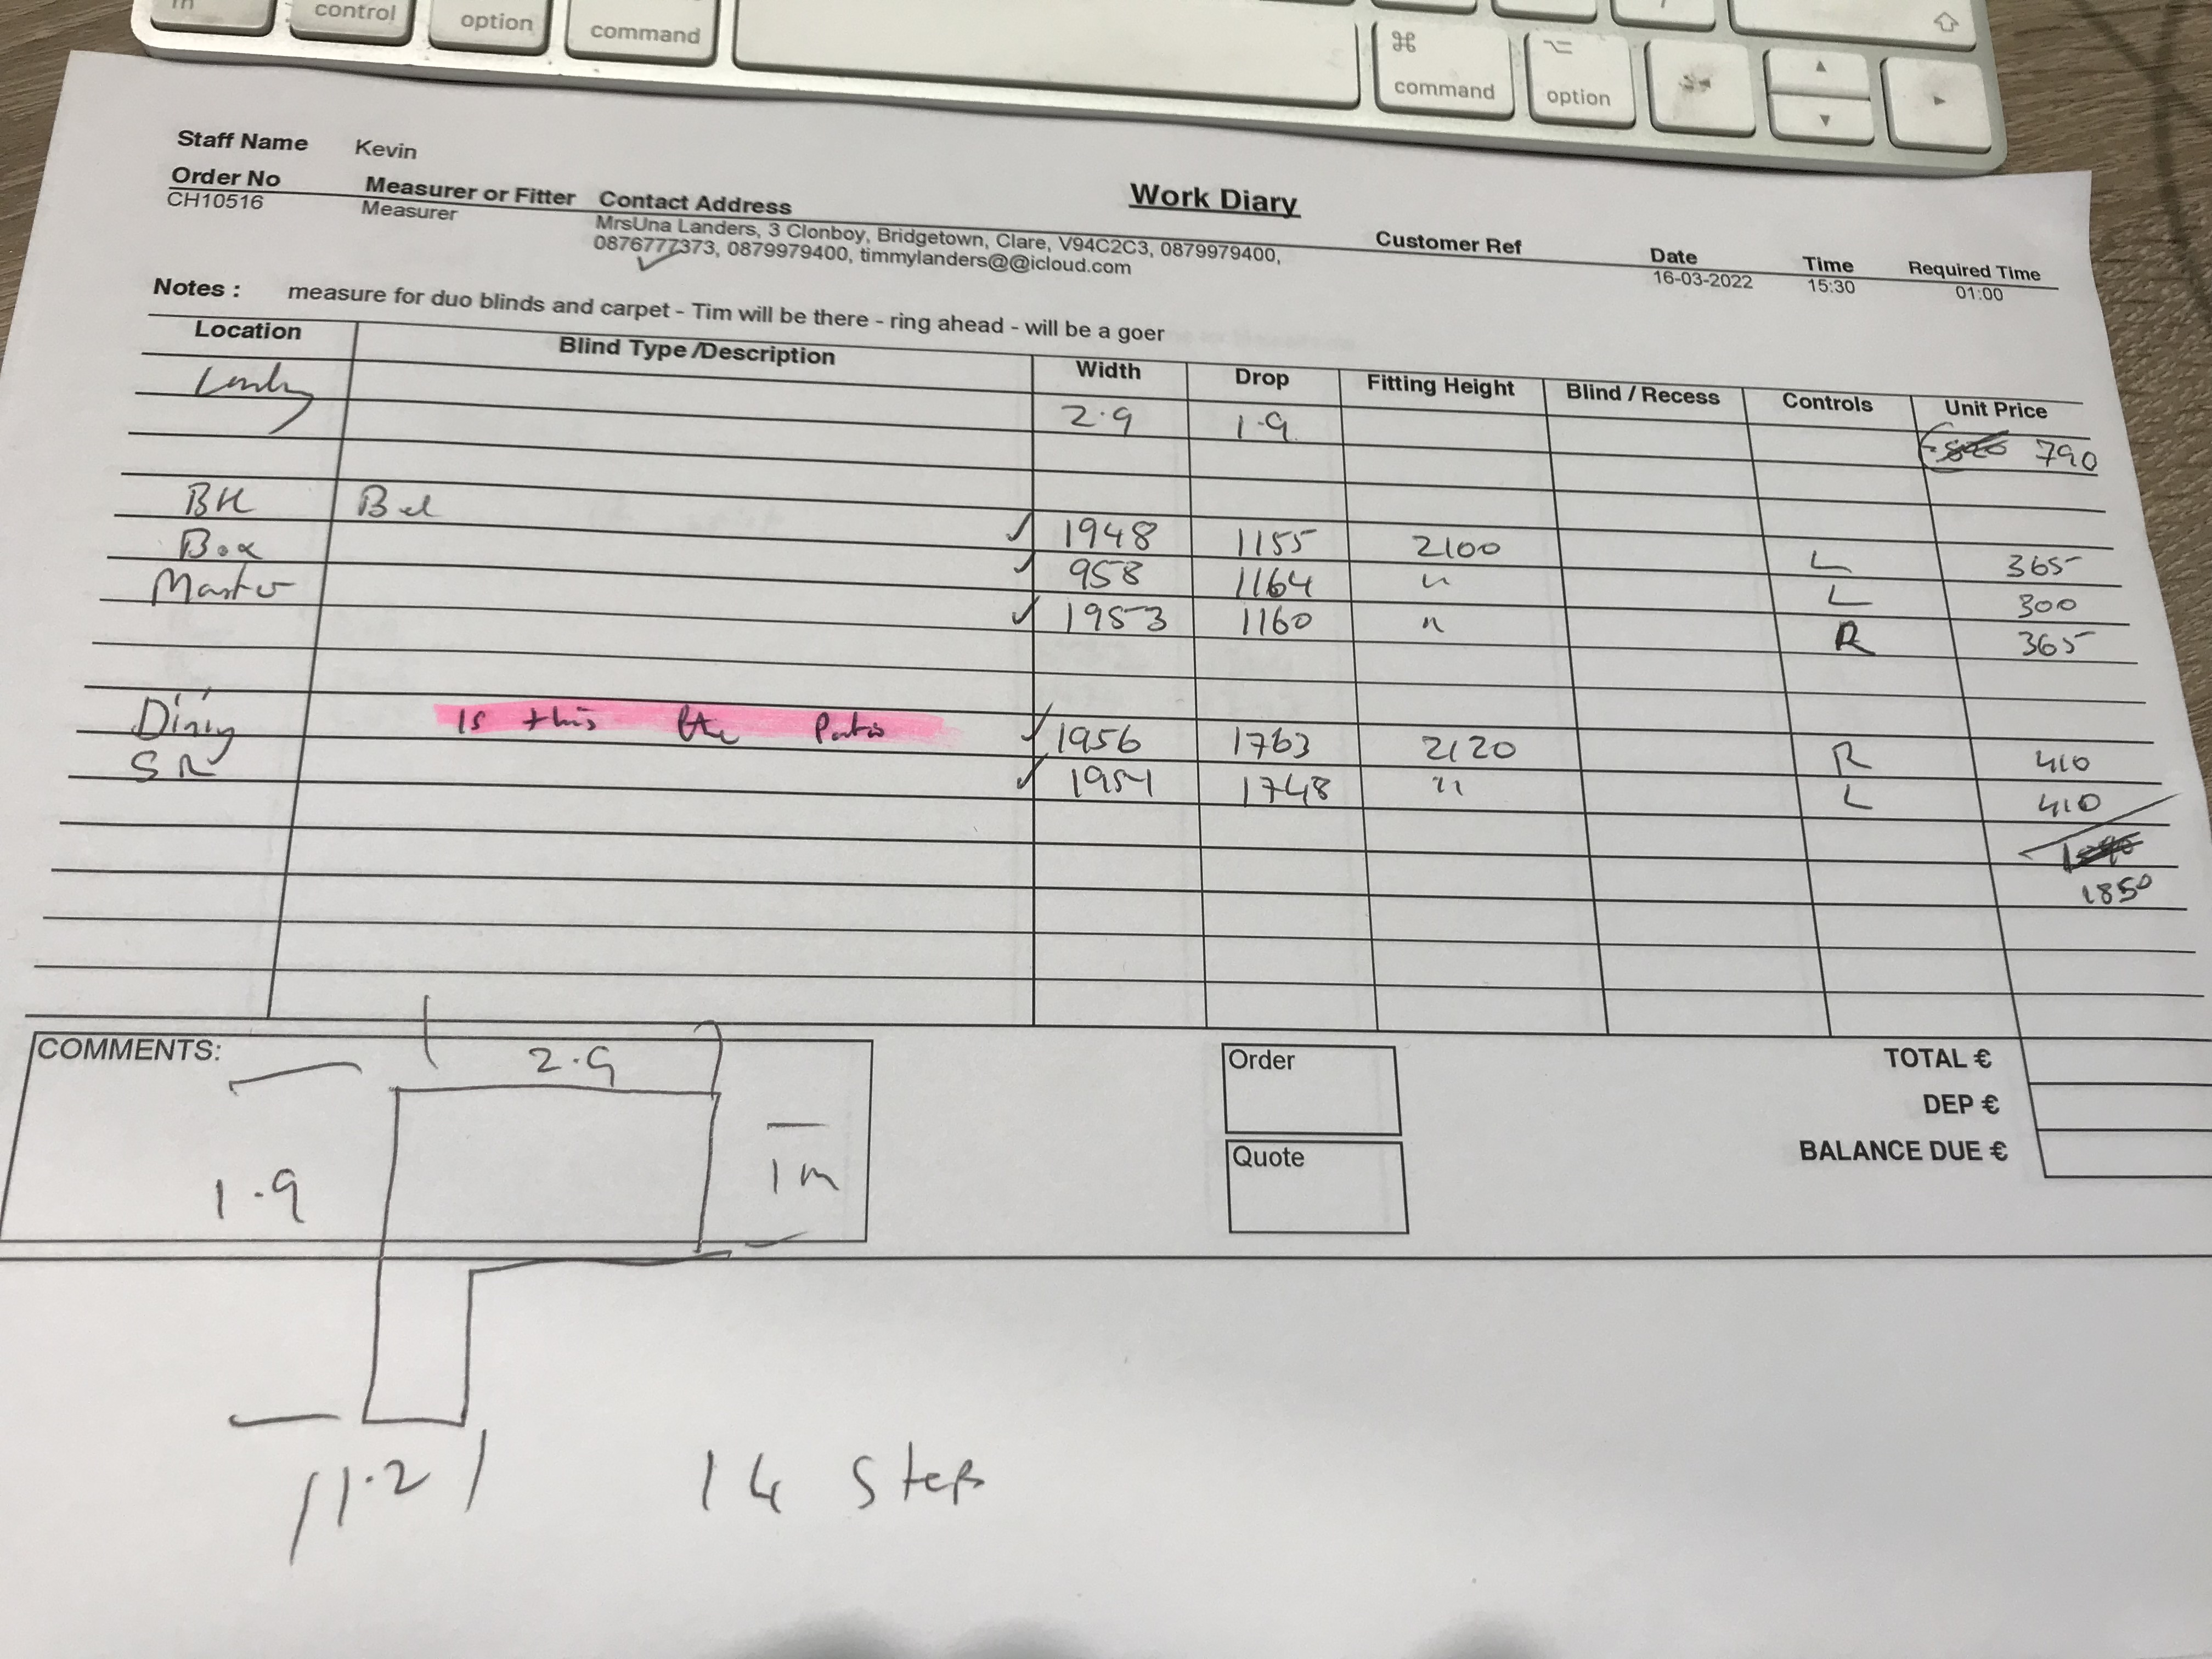 control option command ⌘ command ⌥ option
Staff Name Kevin
Order No Measurer or Fitter Contact Address Work Diary Customer Ref Date Time Required Time
CH10516 Measurer MrsUna Landers, 3 Clonboy, Bridgetown, Clare, V94C2C3, 0879979400, 16-03-2022 15:30 01:00
0876777373, 0879979400, timmylanders@@icloud.com
Notes : measure for duo blinds and carpet - Tim will be there - ring ahead - will be a goer
Location Blind Type /Description Width Drop Fitting Height Blind / Recess Controls Unit Price
2.9 1.9 790
Bed 1948 1155 2100 L 365
Box 958 1164 " L 300
Master 1953 1160 " R 365
Dining Is this the Patio 1956 1763 2120 R 410
SR 1951 1748 " L 410
1850
COMMENTS: 2.9 Order TOTAL €
DEP €
1.9 1m Quote BALANCE DUE €
1.2 14 Steps